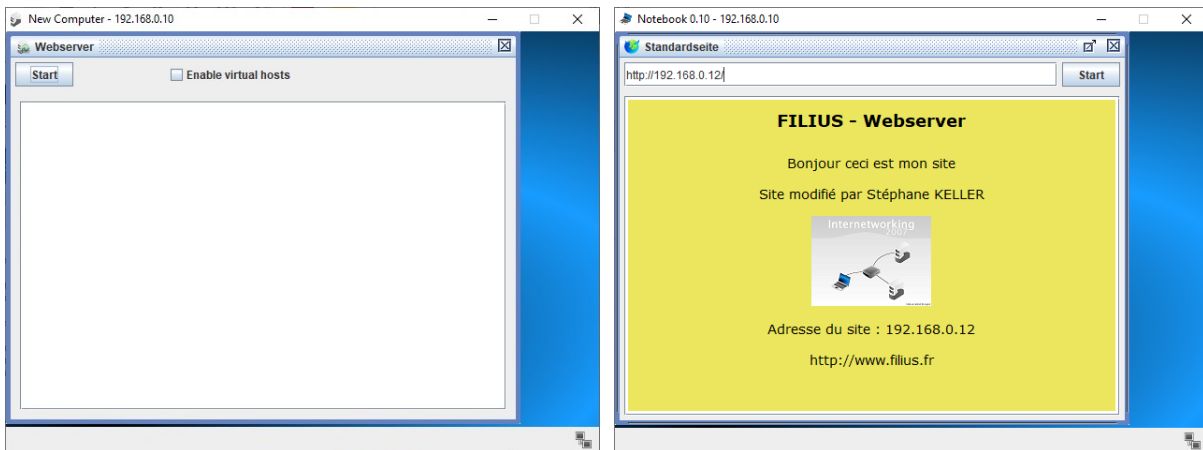 New Computer - 192.168.0.10
Webserver
Start
Enable virtual hosts
Notebook 0.10 - 192.168.0.10
Standardseite
http://192.168.0.12/
Start
FILIUS - Webserver
Bonjour ceci est mon site
Site modifié par Stéphane KELLER
Internetworking
2007
Adresse du site : 192.168.0.12
http://www.filius.fr